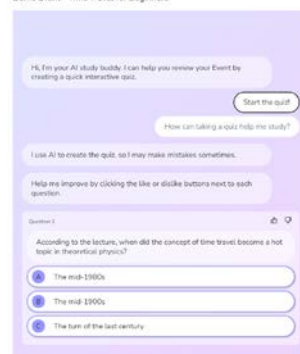 Hi, I'm your AI study buddy. I can help you review your Event by
creating a quick interactive quiz.
Start the quiz!
How can taking a quiz help me study?
I use AI to create the quiz, so I may make mistakes sometimes.
Help me improve by clicking the like or dislike buttons next to each
question.
Question 1
According to the lecture, when did the concept of time travel become a hot
topic in theoretical physics?
A The mid-1980s
B The mid-1900s
C The turn of the last century